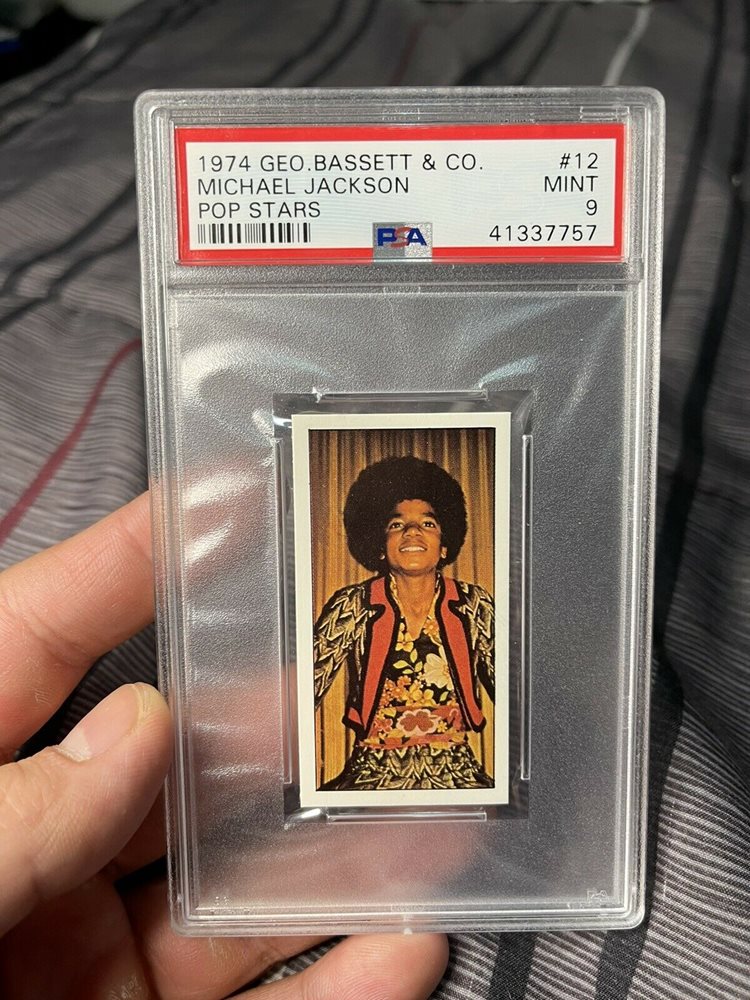 1974 GEO.BASSETT & CO. #12
MICHAEL JACKSON MINT
POP STARS 9
PSA 41337757